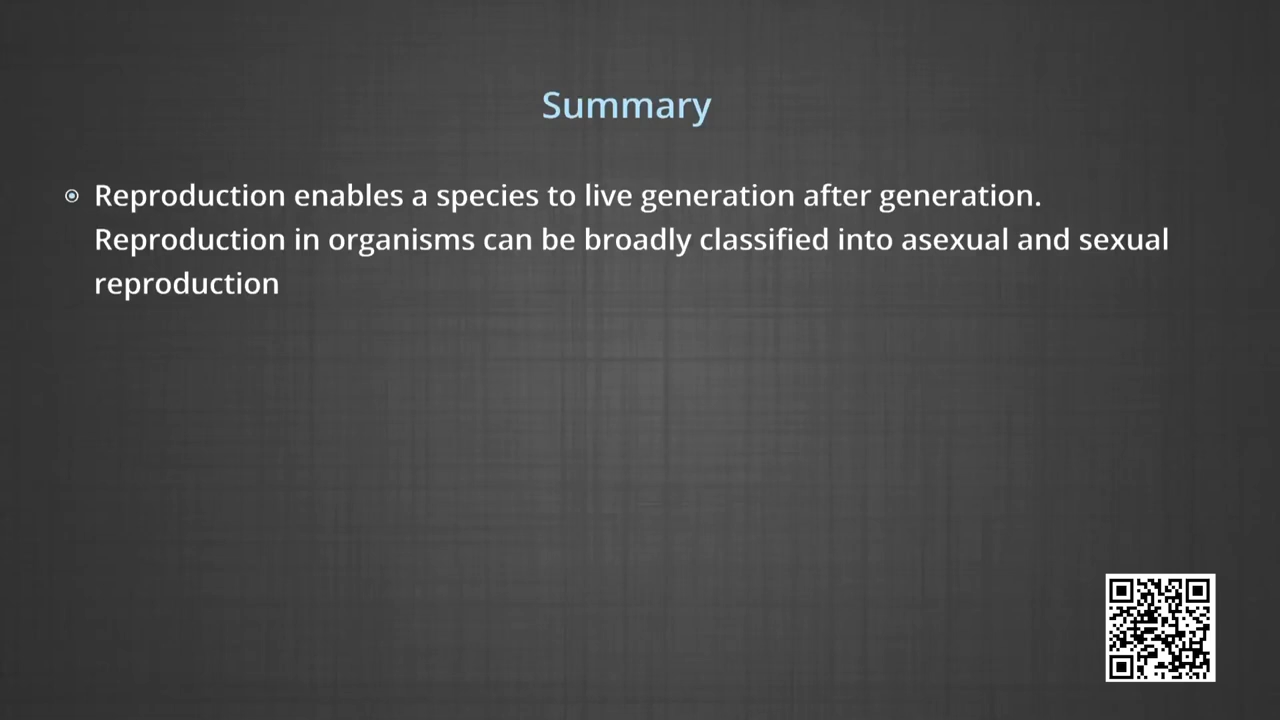 Summary
Reproduction enables a species to live generation after generation.
Reproduction in organisms can be broadly classified into asexual and sexual
reproduction